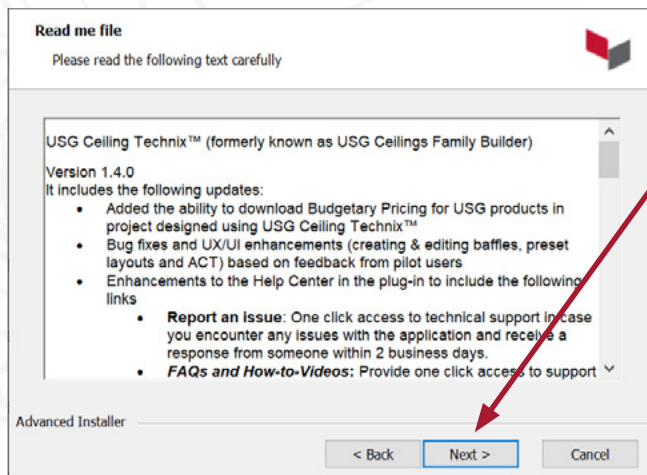 Read me file
Please read the following text carefully
USG Ceiling Technix™ (formerly known as USG Ceilings Family Builder)
Version 1.4.0
It includes the following updates:
• Added the ability to download Budgetary Pricing for USG products in
project designed using USG Ceiling Technix™
• Bug fixes and UX/UI enhancements (creating & editing baffles, preset
layouts and ACT) based on feedback from pilot users
• Enhancements to the Help Center in the plug-in to include the following
links
• Report an issue: One click access to technical support in case
you encounter any issues with the application and receive a
response from someone within 2 business days.
• FAQs and How-to-Videos: Provide one click access to support
Advanced Installer
< Back Next > Cancel